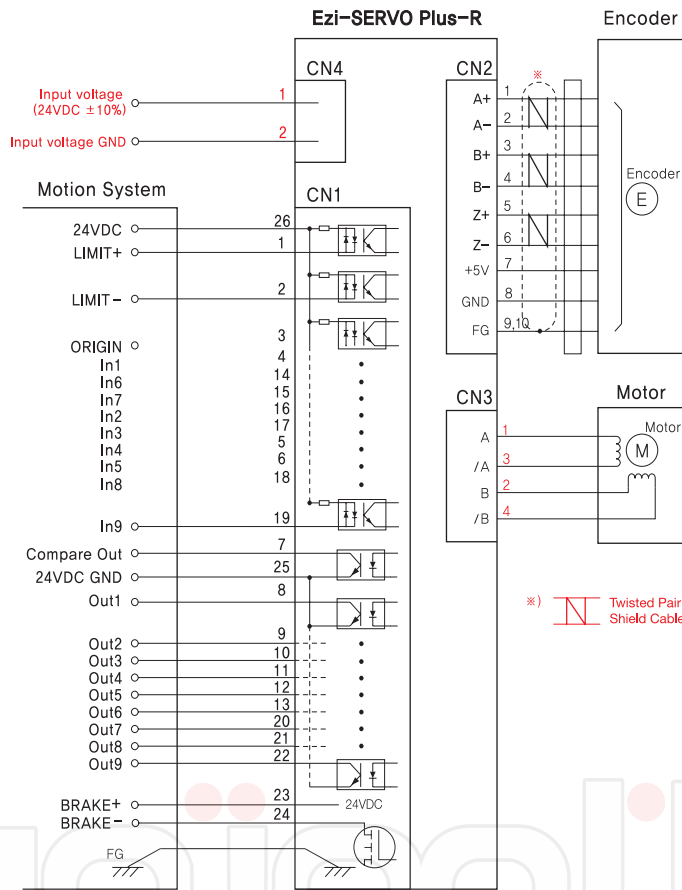 Ezi-SERVO Plus-R
Encoder
CN4
CN2
Input voltage
(24VDC ±10%)
1
Input voltage GND
2
※
A+ 1
A- 2
B+ 3
B- 4
Z+ 5
Z- 6
+5V 7
GND 8
FG 9,10
Encoder
E
Motion System
CN1
24VDC 26
LIMIT+ 1
LIMIT- 2
ORIGIN 3
In1 4
In6 14
In7 15
In2 16
In3 17
In4 5
In5 6
In8 18
In9 19
Compare Out 7
24VDC GND 25
Out1 8
Out2 9
Out3 10
Out4 11
Out5 12
Out6 13
Out7 20
Out8 21
Out9 22
BRAKE+ 23 24VDC
BRAKE- 24
FG
CN3
Motor
A 1
/A 3
B 2
/B 4
Motor
M
※) Twisted Pair
Shield Cable